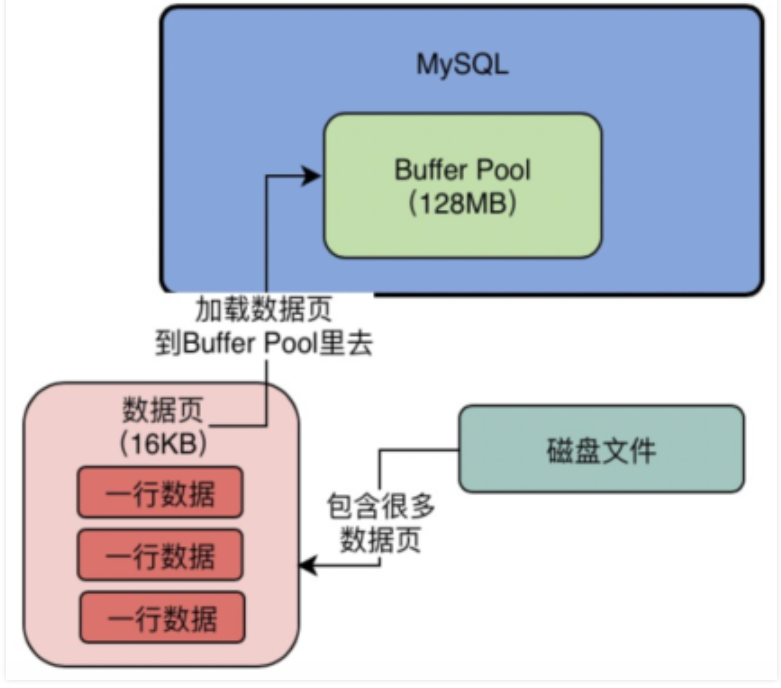 MySQL
Buffer Pool
(128MB)
加载数据页
到Buffer Pool里去
数据页
(16KB)
一行数据
一行数据
一行数据
磁盘文件
包含很多
数据页